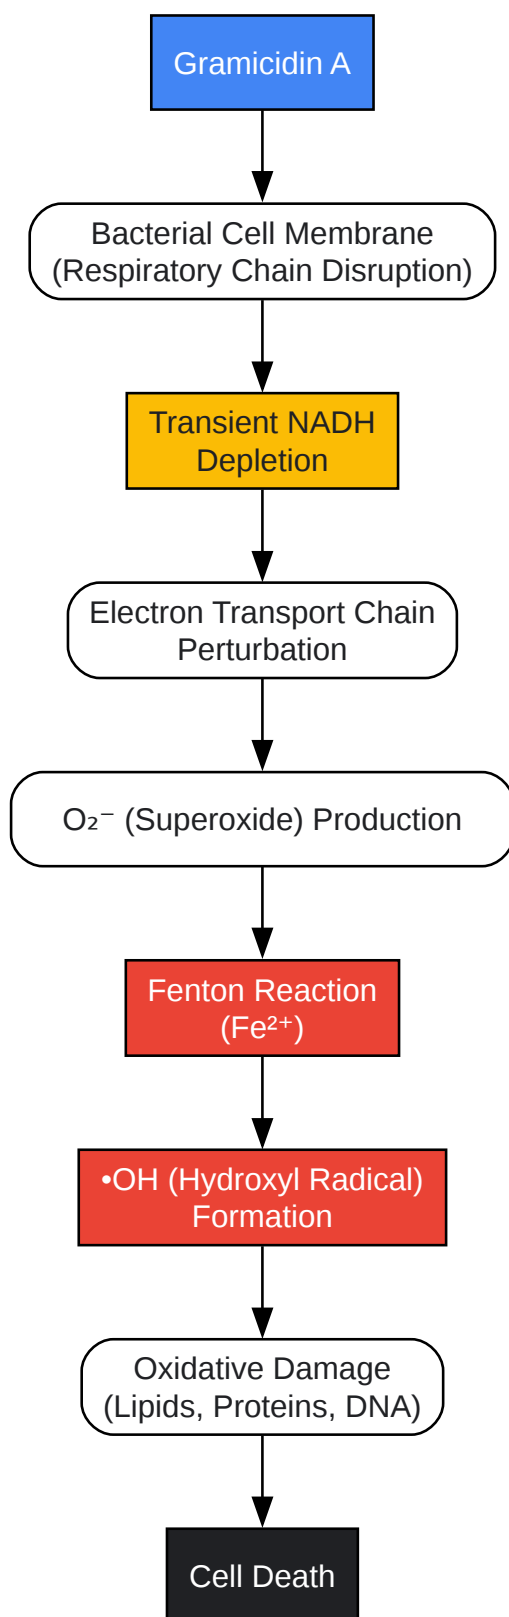 Gramicidin A
Bacterial Cell Membrane
(Respiratory Chain Disruption)
Transient NADH
Depletion
Electron Transport Chain
Perturbation
O₂⁻ (Superoxide) Production
Fenton Reaction
(Fe²⁺)
•OH (Hydroxyl Radical)
Formation
Oxidative Damage
(Lipids, Proteins, DNA)
Cell Death